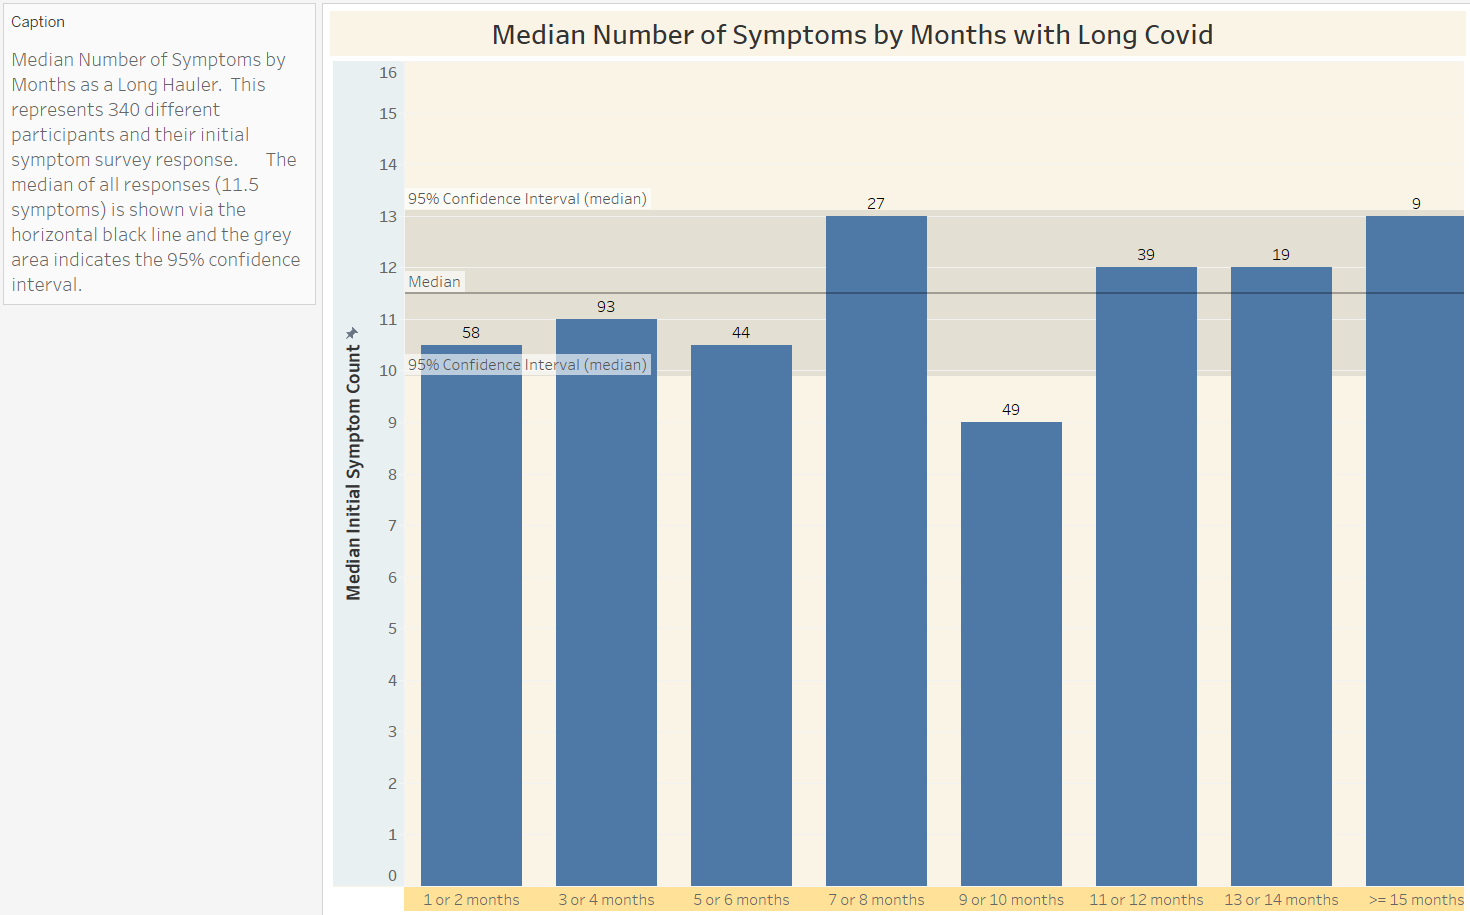 Caption
Median Number of Symptoms by
Months as a Long Hauler.  This
represents 340 different
participants and their initial
symptom survey response.      The
median of all responses (11.5
symptoms) is shown via the
horizontal black line and the grey
area indicates the 95% confidence
interval.
Median Number of Symptoms by Months with Long Covid
Median Initial Symptom Count
16
15
14
13
12
11
10
9
8
7
6
5
4
3
2
1
0
95% Confidence Interval (median)
Median
95% Confidence Interval (median)
58
93
44
27
49
39
19
9
1 or 2 months
3 or 4 months
5 or 6 months
7 or 8 months
9 or 10 months
11 or 12 months
13 or 14 months
>= 15 months